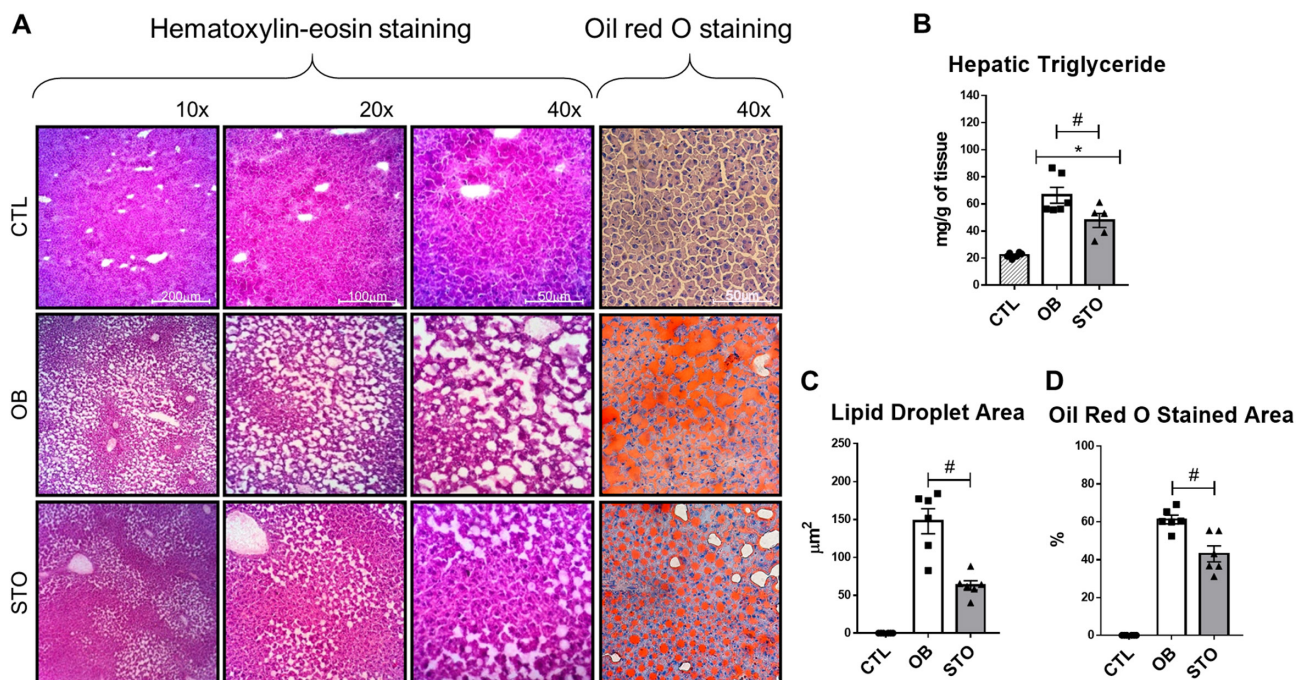 A
Hematoxylin-eosin staining
Oil red O staining
10x
20x
40x
40x
CTL
200μm
100μm
50μm
50μm
OB
STO
B
Hepatic Triglyceride
mg/g of tissue
140
120
100
80
60
40
20
0
#
*
CTL
OB
STO
C
Lipid Droplet Area
μm²
250
200
150
100
50
0
#
CTL
OB
STO
D
Oil Red O Stained Area
%
100
80
60
40
20
0
#
CTL
OB
STO